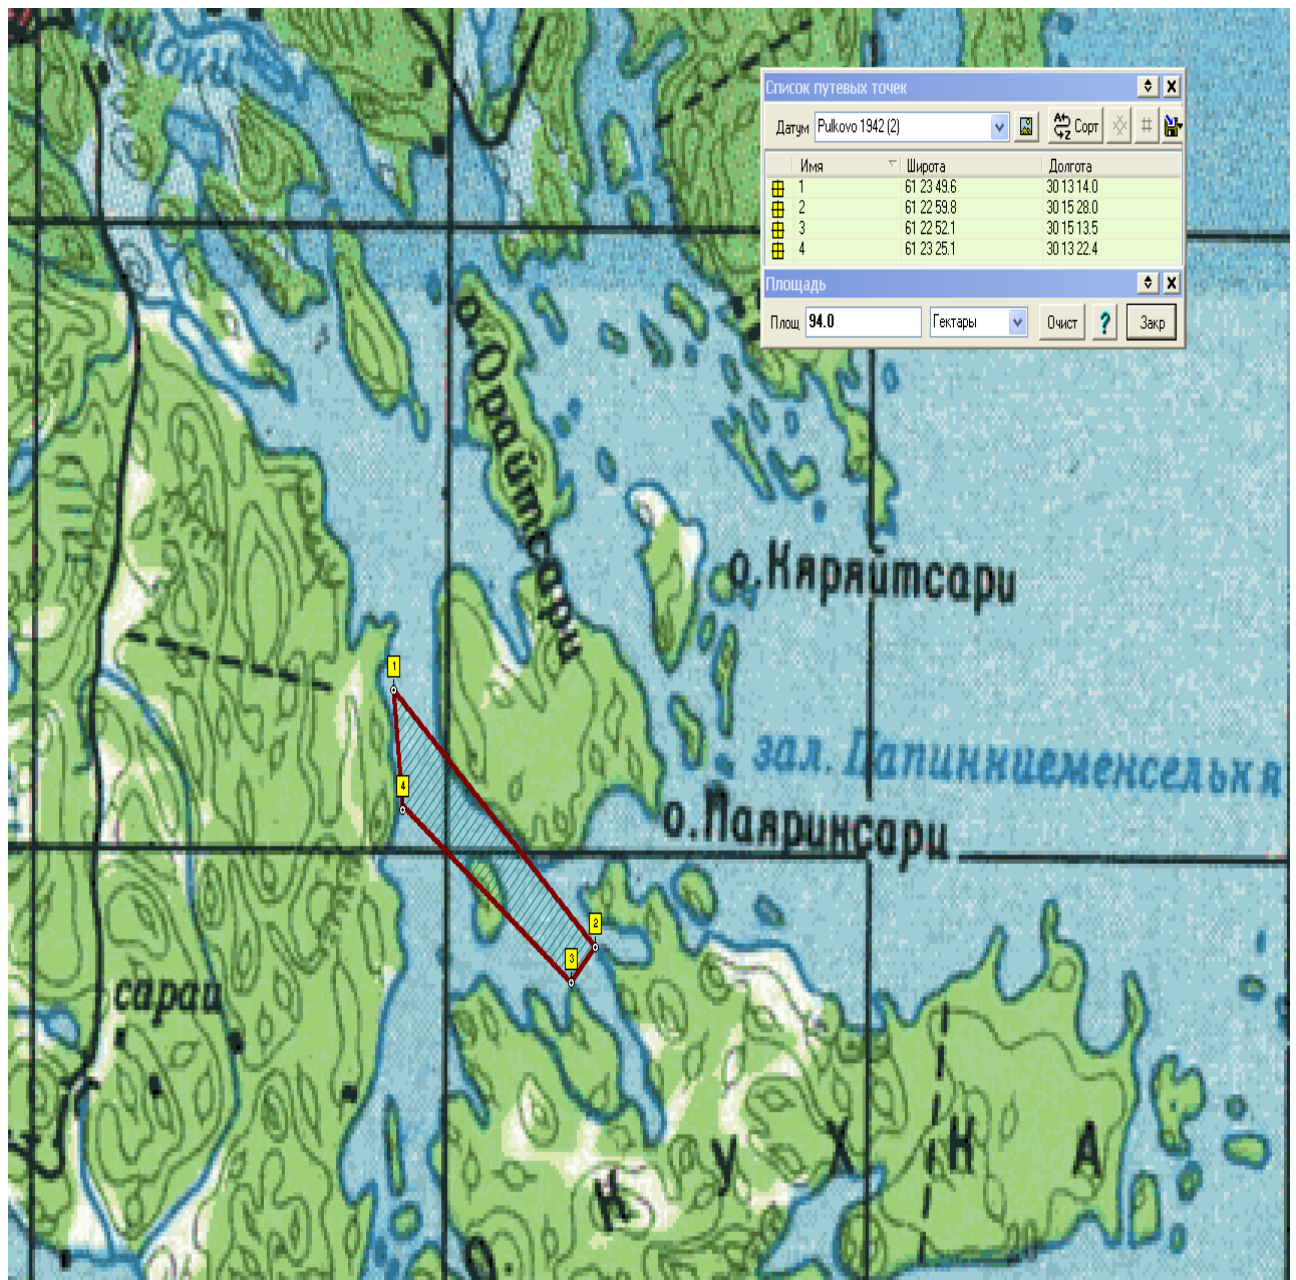 Список путевых точек
Датум Pulkovo 1942 (2) Сорт
Имя Широта Долгота
1 61 23 49.6 30 13 14.0
2 61 22 59.8 30 15 28.0
3 61 22 52.1 30 15 13.5
4 61 23 25.1 30 13 22.4
Площадь
Площ 94.0 Гектары Очист ? Закр
о. Орайтсари
о. Каряйтсари
1
зал. Лапинниеменселькя
4
о. Паяринсари
2
3
сарай
К У Х К А